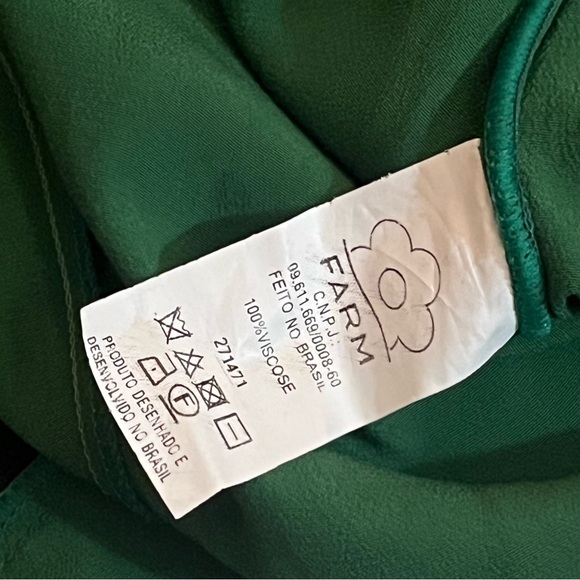 FARM
C.N.P.J.:
09.611.669/0008-60
FEITO NO BRASIL
100%VISCOSE
271471
F
PRODUTO DESENHADO E
DESENVOLVIDO NO BRASIL